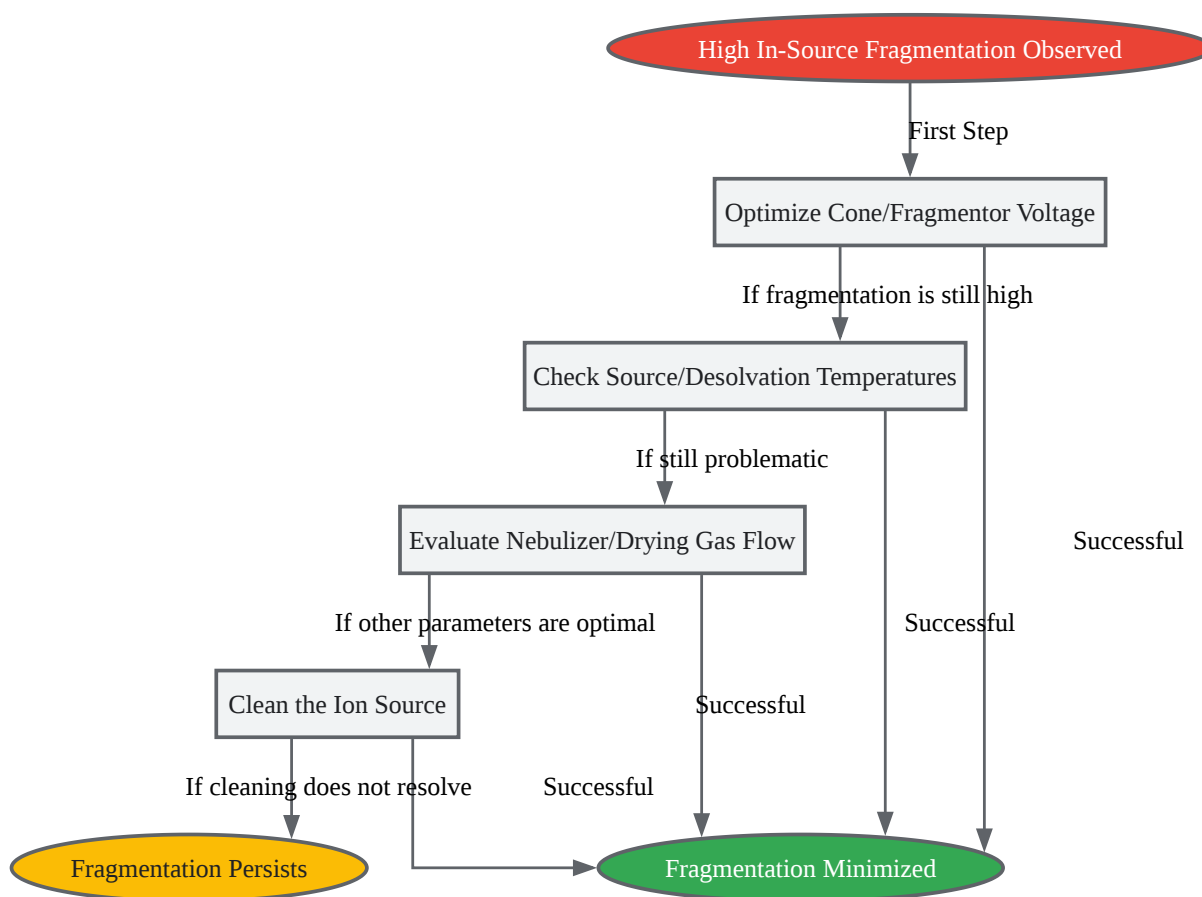 High In-Source Fragmentation Observed
First Step
Optimize Cone/Fragmentor Voltage
If fragmentation is still high
Check Source/Desolvation Temperatures
If still problematic
Evaluate Nebulizer/Drying Gas Flow
Successful
If other parameters are optimal
Successful
Clean the Ion Source
Successful
If cleaning does not resolve
Successful
Fragmentation Persists
Fragmentation Minimized